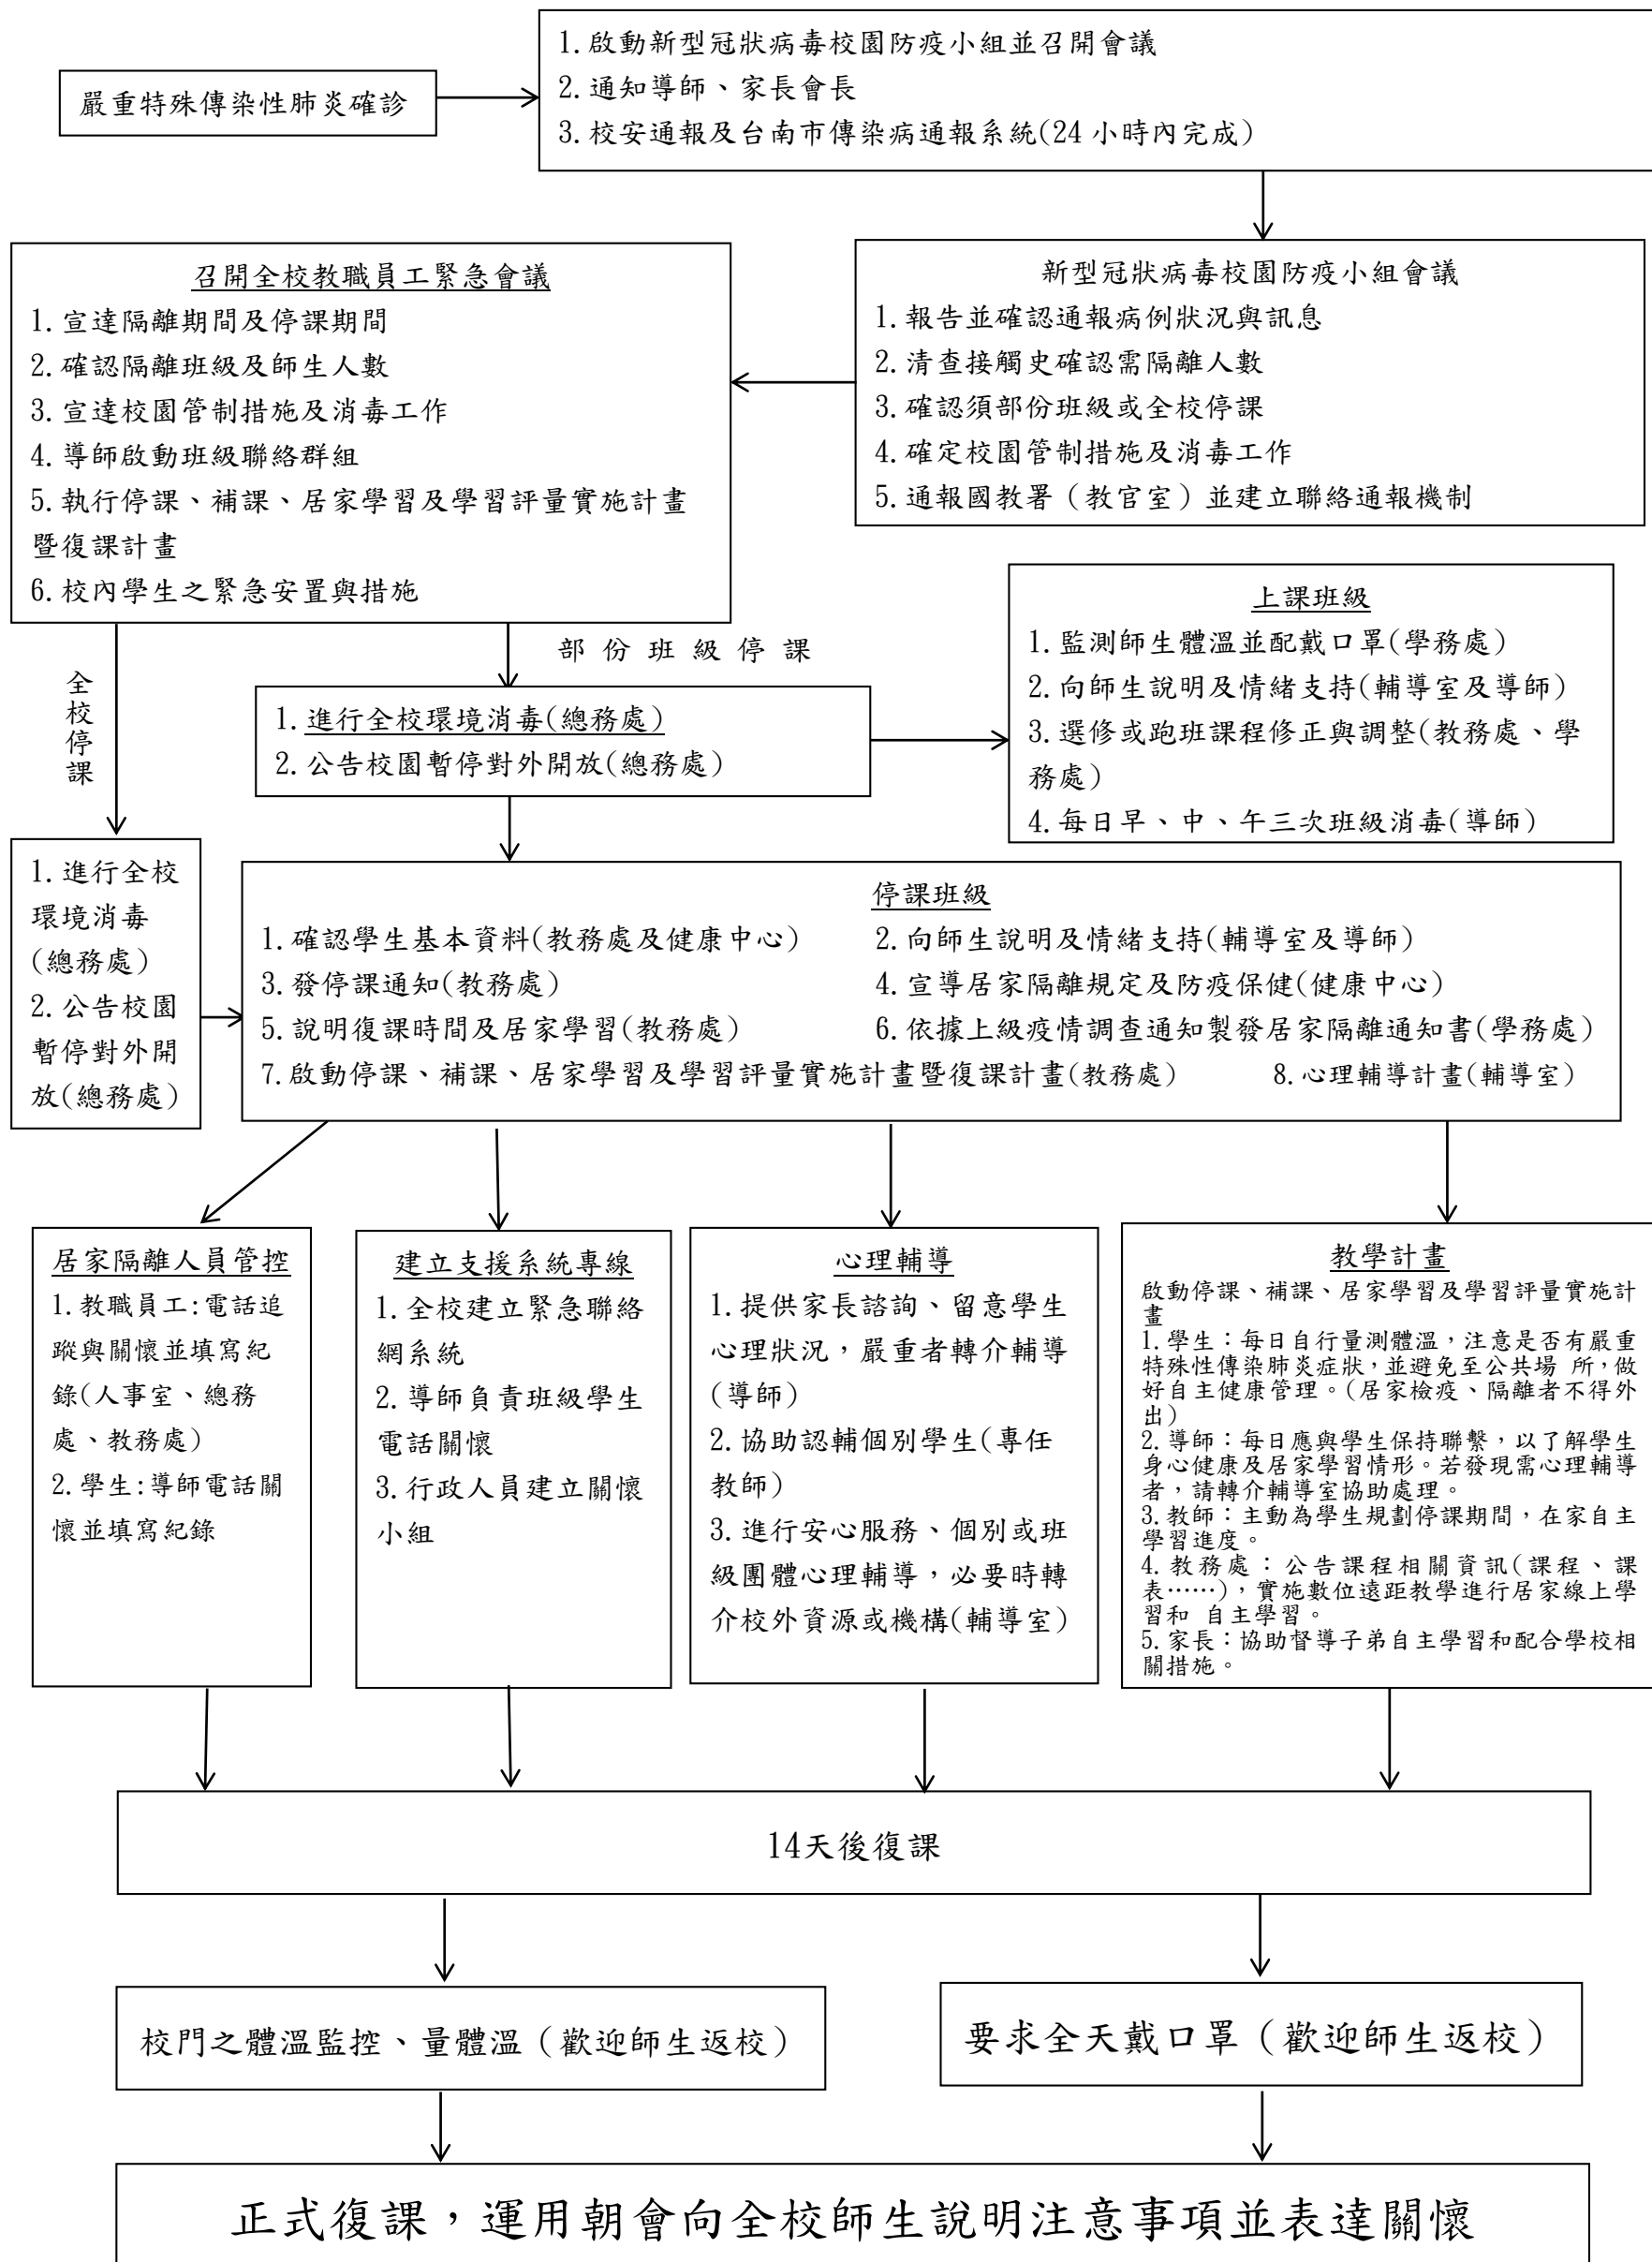 嚴重特殊傳染性肺炎確診
1.啟動新型冠狀病毒校園防疫小組並召開會議
2.通知導師、家長會長
3.校安通報及台南市傳染病通報系統(24小時內完成)
新型冠狀病毒校園防疫小組會議
1.報告並確認通報病例狀況與訊息
2.清查接觸史確認需隔離人數
3.確認須部份班級或全校停課
4.確定校園管制措施及消毒工作
5.通報國教署（教官室）並建立聯絡通報機制
召開全校教職員工緊急會議
1.宣達隔離期間及停課期間
2.確認隔離班級及師生人數
3.宣達校園管制措施及消毒工作
4.導師啟動班級聯絡群組
5.執行停課、補課、居家學習及學習評量實施計畫
暨復課計畫
6.校內學生之緊急安置與措施
全校停課
部份班級停課
1.進行全校環境消毒(總務處)
2.公告校園暫停對外開放(總務處)
上課班級
1.監測師生體溫並配戴口罩(學務處)
2.向師生說明及情緒支持(輔導室及導師)
3.選修或跑班課程修正與調整(教務處、學
務處)
4.每日早、中、午三次班級消毒(導師)
1.進行全校
環境消毒
(總務處)
2.公告校園
暫停對外開
放(總務處)
停課班級
1.確認學生基本資料(教務處及健康中心) 2.向師生說明及情緒支持(輔導室及導師)
3.發停課通知(教務處) 4.宣導居家隔離規定及防疫保健(健康中心)
5.說明復課時間及居家學習(教務處) 6.依據上級疫情調查通知製發居家隔離通知書(學務處)
7.啟動停課、補課、居家學習及學習評量實施計畫暨復課計畫(教務處) 8.心理輔導計畫(輔導室)
居家隔離人員管控
1.教職員工:電話追
蹤與關懷並填寫紀
錄(人事室、總務
處、教務處)
2.學生:導師電話關
懷並填寫紀錄
建立支援系統專線
1.全校建立緊急聯絡
網系統
2.導師負責班級學生
電話關懷
3.行政人員建立關懷
小組
心理輔導
1.提供家長諮詢、留意學生
心理狀況，嚴重者轉介輔導
(導師)
2.協助認輔個別學生(專任
教師)
3.進行安心服務、個別或班
級團體心理輔導，必要時轉
介校外資源或機構(輔導室)
教學計畫
啟動停課、補課、居家學習及學習評量實施計
畫
1.學生：每日自行量測體溫，注意是否有嚴重
特殊性傳染肺炎症狀，並避免至公共場 所，做
好自主健康管理。(居家檢疫、隔離者不得外
出)
2.導師：每日應與學生保持聯繫，以了解學生
身心健康及居家學習情形。若發現需心理輔導
者，請轉介輔導室協助處理。
3.教師：主動為學生規劃停課期間，在家自主
學習進度。
4.教務處：公告課程相關資訊(課程、課
表……)，實施數位遠距教學進行居家線上學
習和 自主學習。
5.家長：協助督導子弟自主學習和配合學校相
關措施。
14天後復課
校門之體溫監控、量體溫（歡迎師生返校）
要求全天戴口罩（歡迎師生返校）
正式復課，運用朝會向全校師生說明注意事項並表達關懷